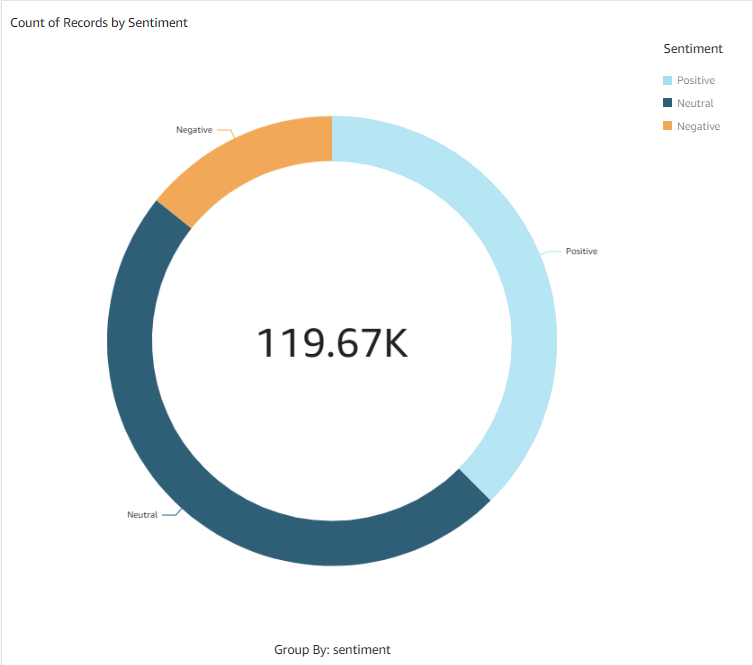 Count of Records by Sentiment
Sentiment
Positive
Neutral
Negative
Negative
Positive
119.67K
Neutral
Group By: sentiment